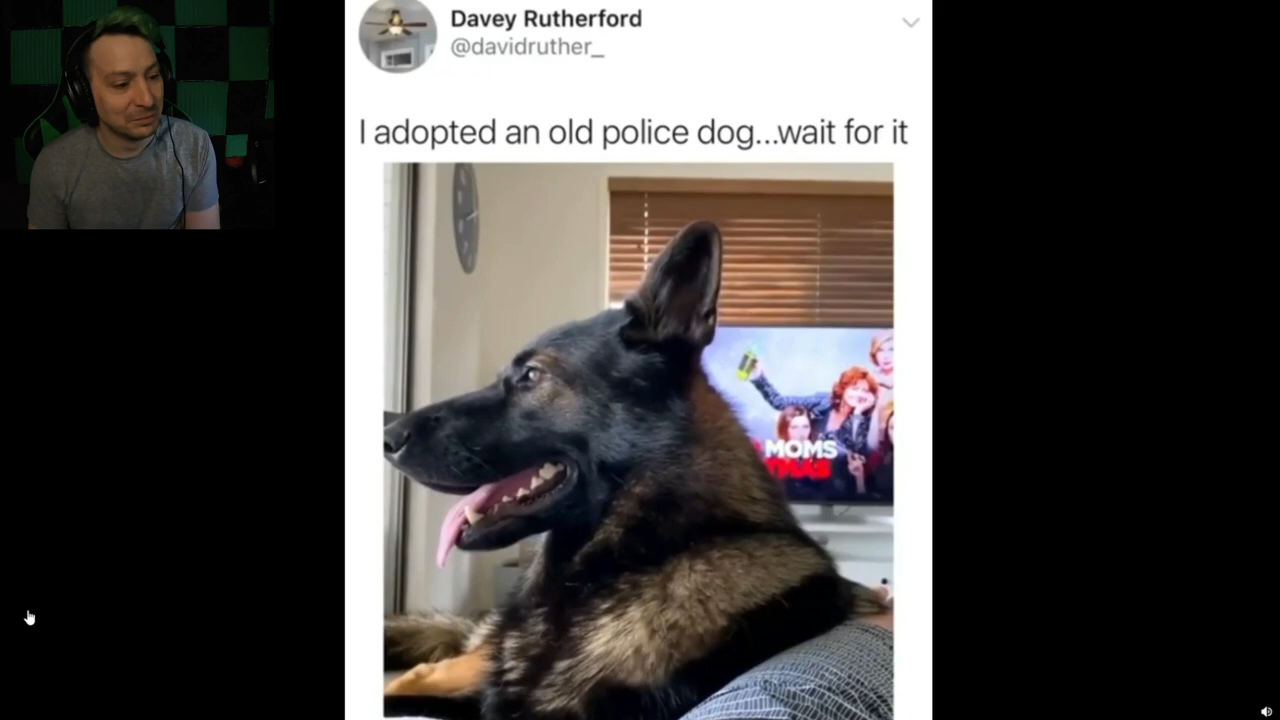 Davey Rutherford
@davidruther_
I adopted an old police dog...wait for it
MOMS